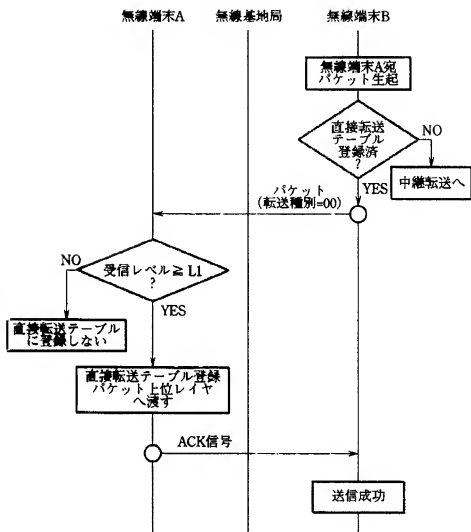 無線端末A 無線基地局 無線端末B
無線端末A宛
パケット生起
直接転送
テーブル
登録済
?
NO
YES
中継転送へ
パケット
(転送種別=00)
受信レベル≧L1
?
NO
YES
直接転送テーブル
に登録しない
直接転送テーブル登録
パケット上位レイヤ
へ渡す
ACK信号
送信成功